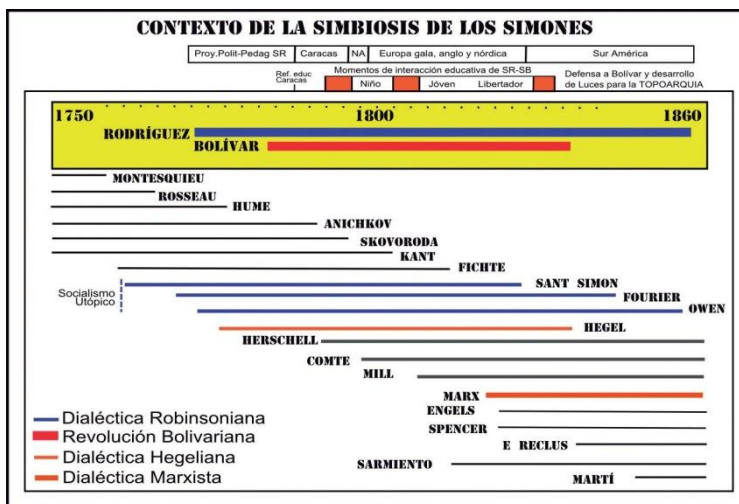 CONTEXTO DE LA SIMBIOSIS DE LOS SIMONES
Proy.Polit-Pedag SR Caracas NA Europa gala, anglo y nórdica Sur América
Ref. educ Caracas
Momentos de interacción educativa de SR-SB
Niño Jóven Libertador
Defensa a Bolívar y desarrollo
de Luces para la TOPOARQUIA
1750 1800 1860
RODRÍGUEZ
BOLÍVAR
MONTESQUIEU
ROSSEAU
HUME
ANICHKOV
SKOVORODA
KANT
FICHTE
Socialismo
Utópico
SANT SIMON
FOURIER
OWEN
HEGEL
HERSCHELL
COMTE
MILL
MARX
ENGELS
SPENCER
E RECLUS
SARMIENTO
MARTÍ
Dialéctica Robinsoniana
Revolución Bolivariana
Dialéctica Hegeliana
Dialéctica Marxista